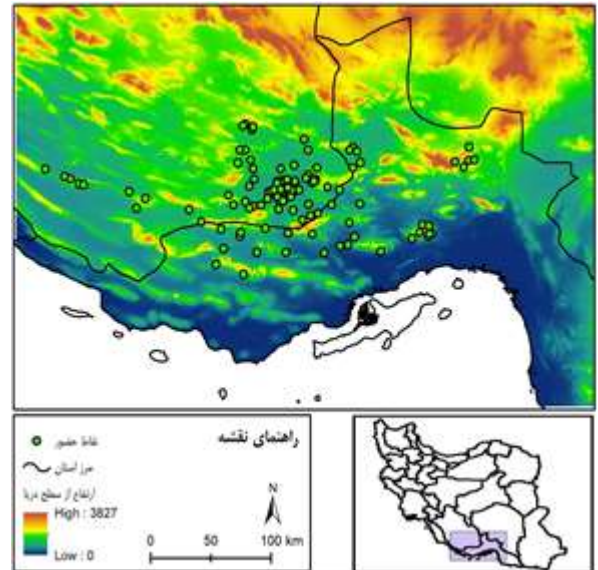 راهنمای نقشه
نقاط حضور
مرز استان
ارتفاع از سطح دریا
High : 3827
Low : 0
N
0 50 100 km